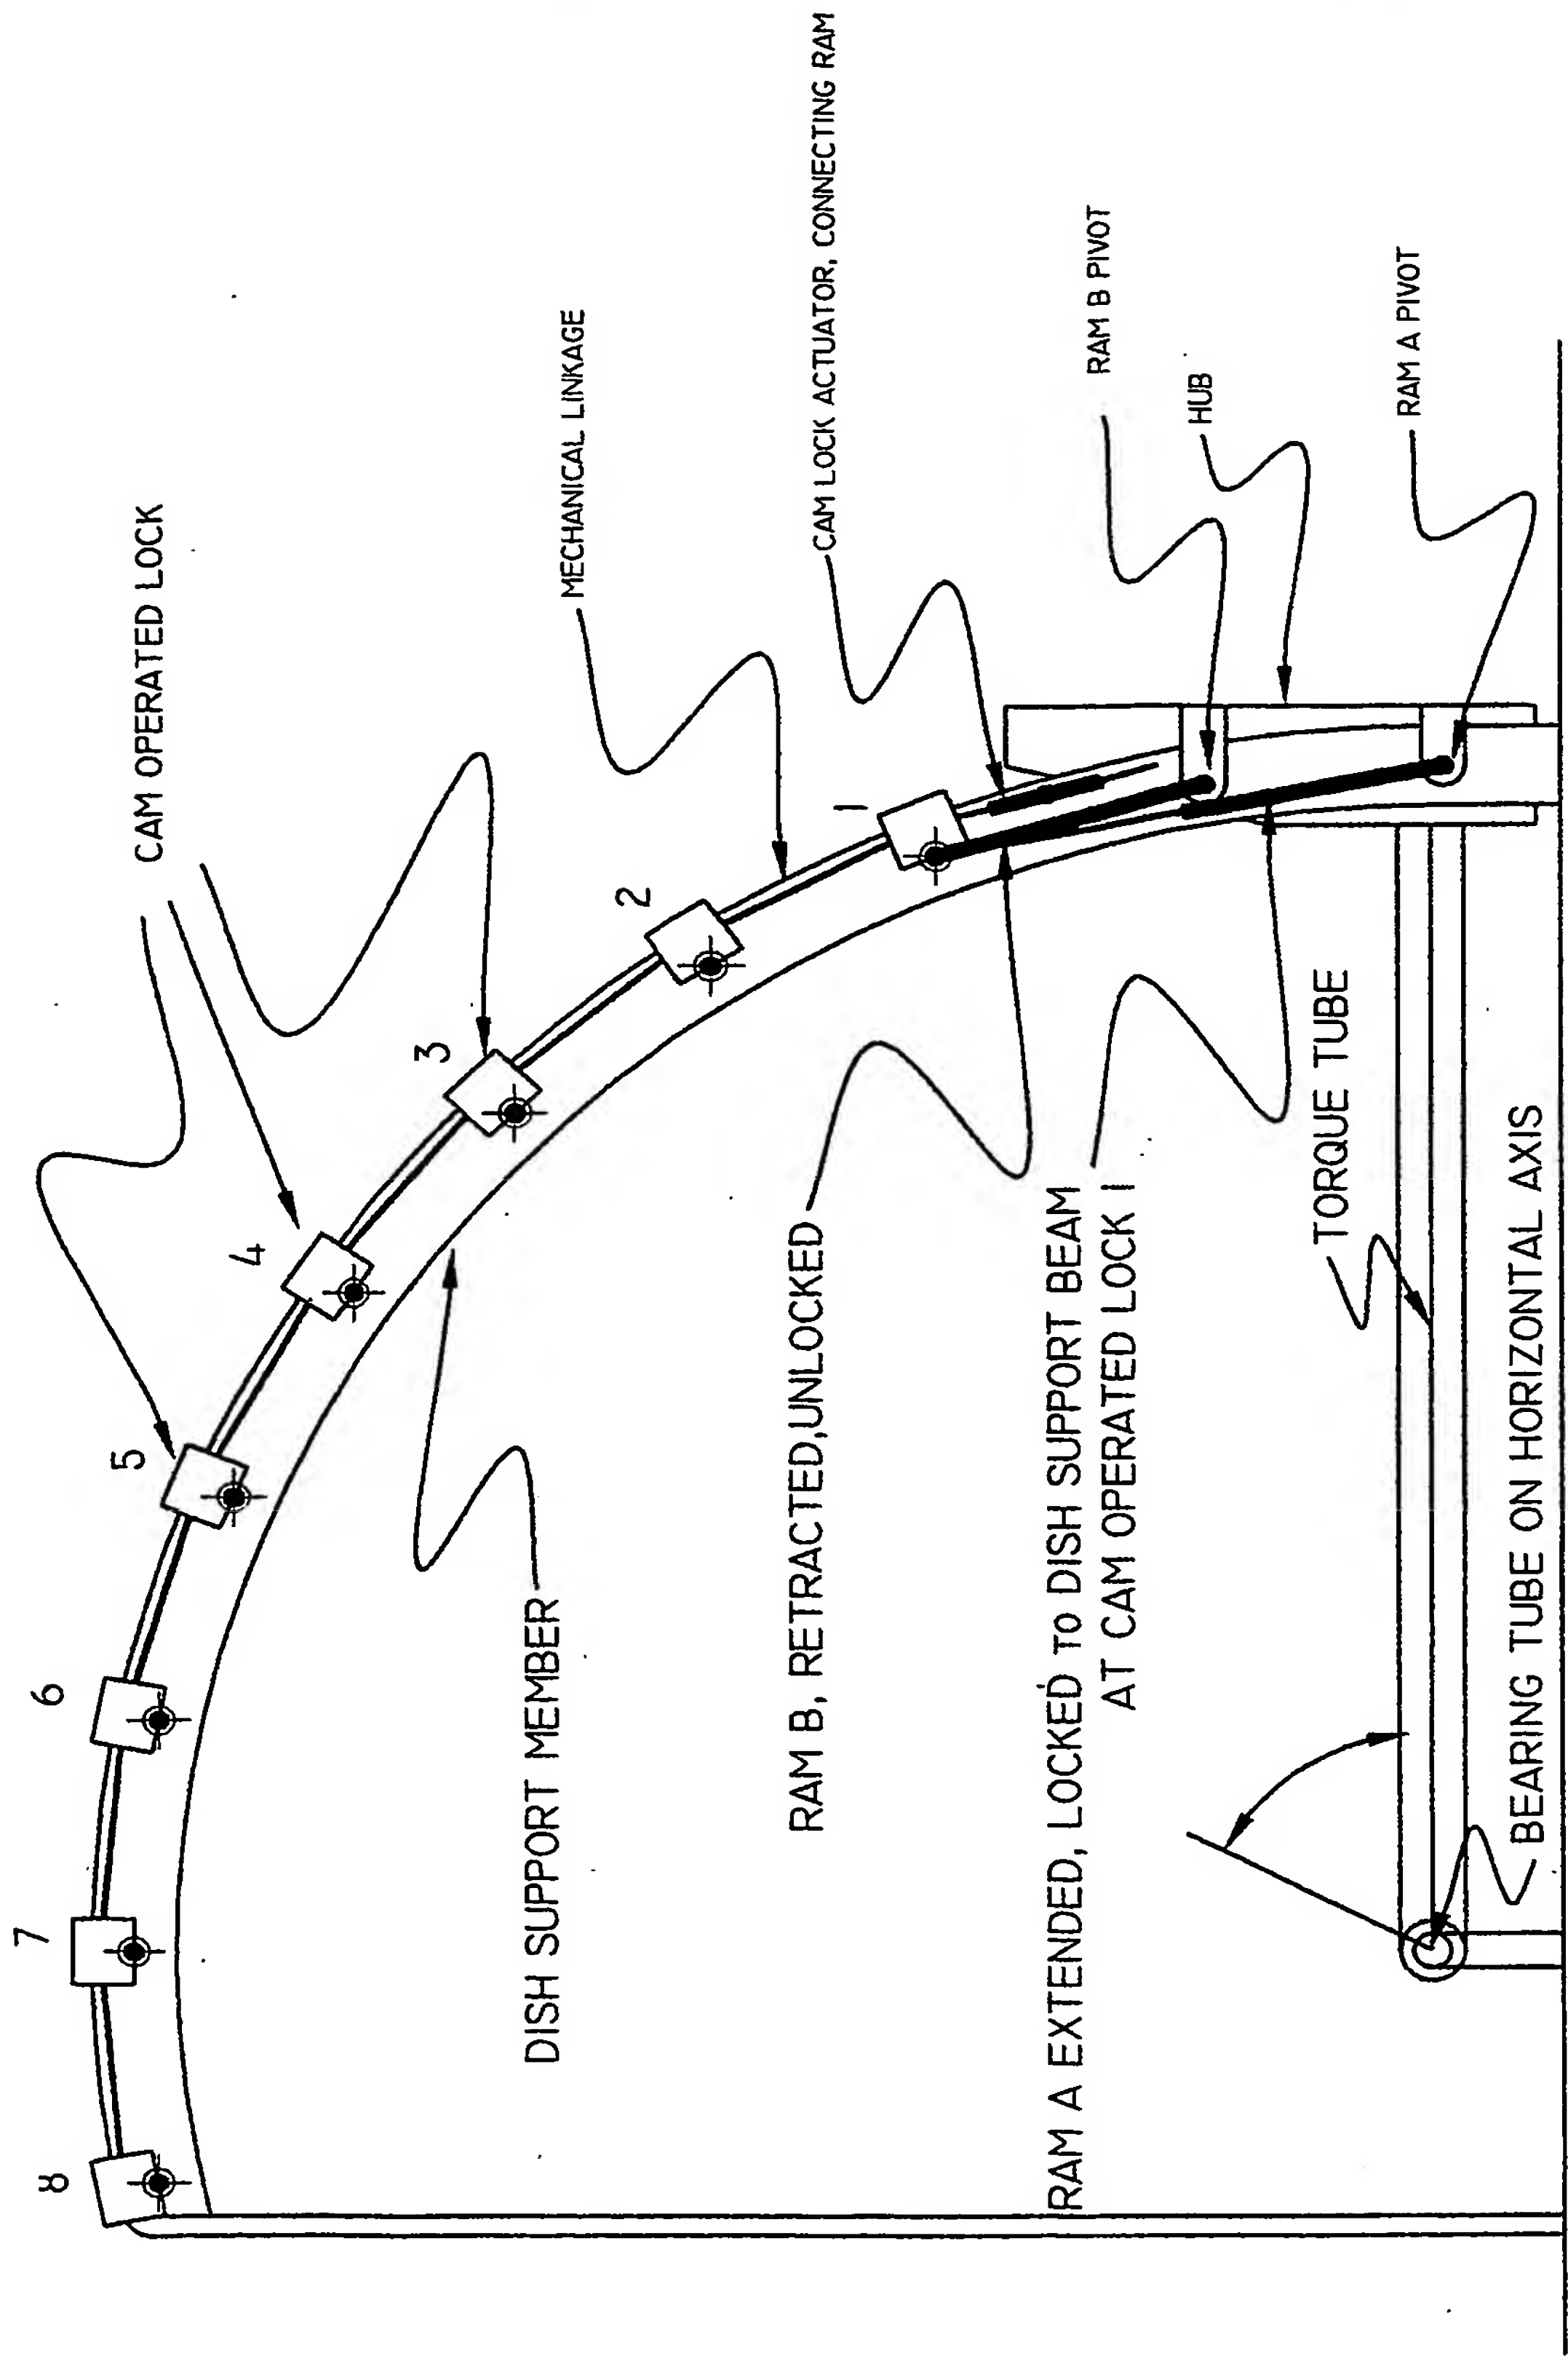 CAM OPERATED LOCK
MECHANICAL LINKAGE
CAM LOCK ACTUATOR, CONNECTING RAM
RAM B PIVOT
HUB
RAM A PIVOT
8
7
6
5
4
3
2
1
DISH SUPPORT MEMBER
RAM B, RETRACTED,UNLOCKED
RAM A EXTENDED, LOCKED TO DISH SUPPORT BEAM
AT CAM OPERATED LOCK 1
TORQUE TUBE
BEARING TUBE ON HORIZONTAL AXIS